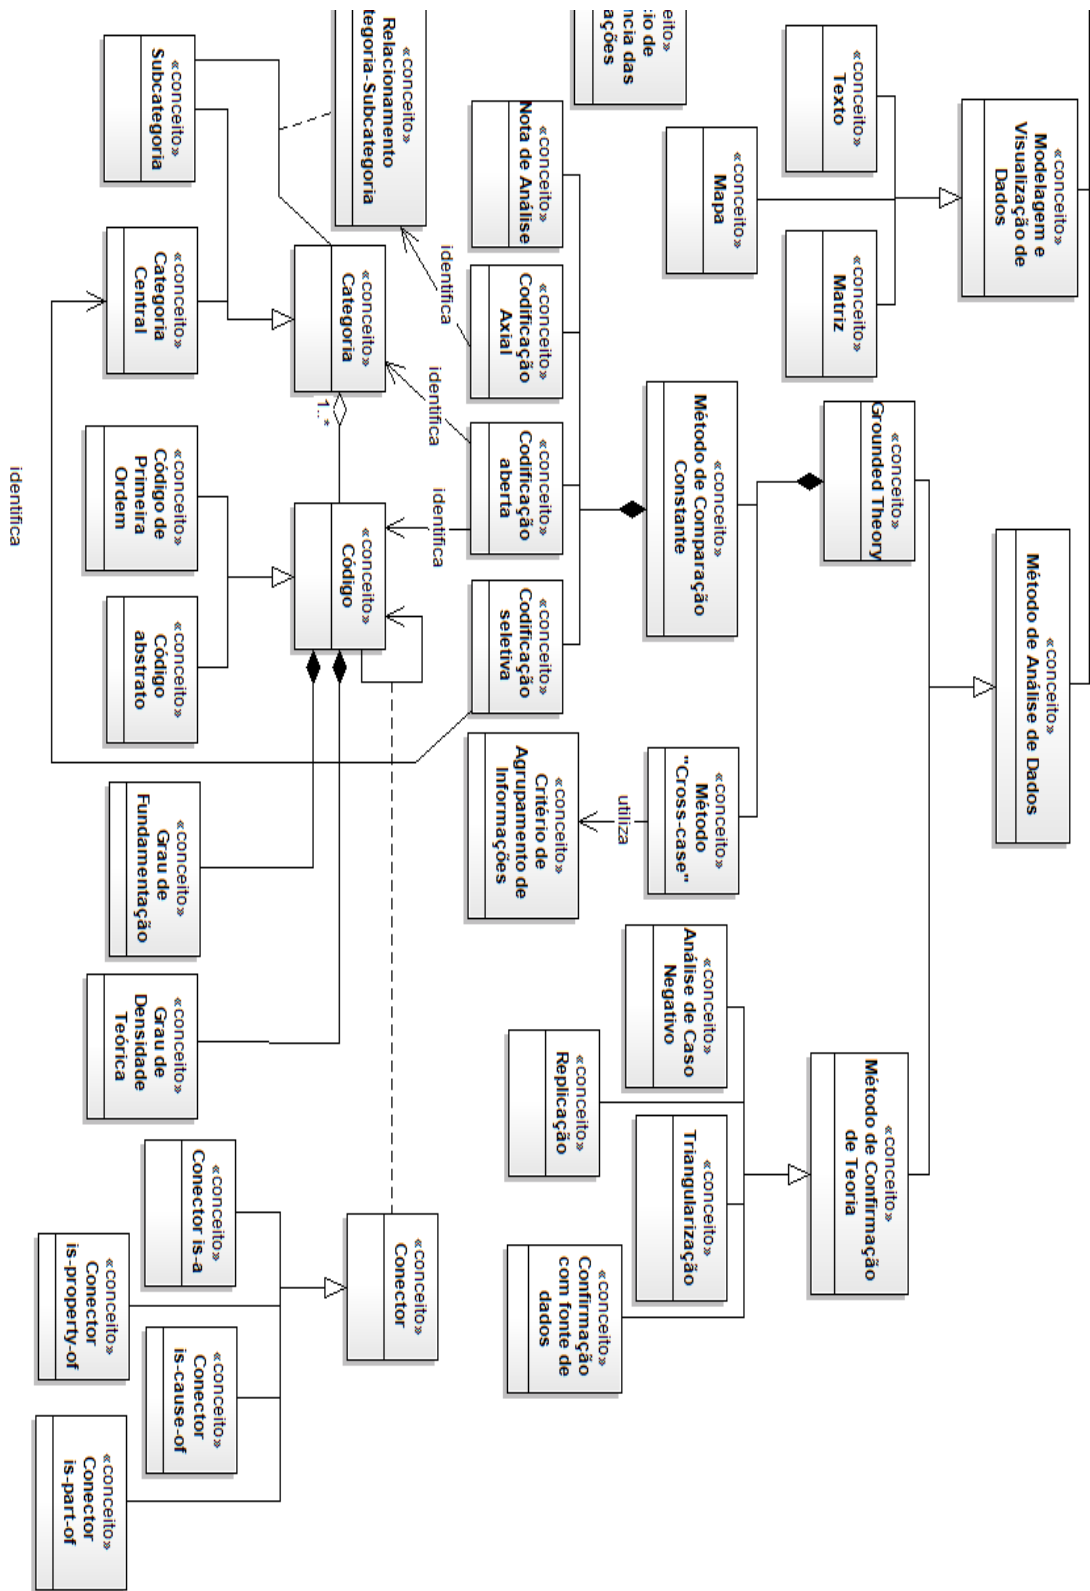 «conceito»
Método de Análise de Dados
«conceito»
Modelagem e
Visualização de
Dados
«conceito»
Grounded Theory
«conceito»
Método de Confirmação
de Teoria
«conceito»
Texto
«conceito»
Mapa
«conceito»
Matriz
«conceito»
Método de Comparação
Constante
«conceito»
Método
"Cross-case"
utiliza
«conceito»
Critério de
Agrupamento de
Informações
«conceito»
Análise de Caso
Negativo
«conceito»
Replicação
«conceito»
Triangularização
«conceito»
Confirmação
com fonte de
dados
ceito»
io de
ncia das
ações
«conceito»
Nota de Análise
«conceito»
Codificação
Axial
«conceito»
Codificação
aberta
«conceito»
Codificação
seletiva
identifica
identifica
identifica
«conceito»
Relacionamento
tegoria-Subcategoria
«conceito»
Categoria
1..*
«conceito»
Código
«conceito»
Conector
«conceito»
Subcategoria
«conceito»
Categoria
Central
«conceito»
Código de
Primeira
Ordem
«conceito»
Código
abstrato
«conceito»
Grau de
Fundamentação
«conceito»
Grau de
Densidade
Teórica
«conceito»
Conector is-a
«conceito»
Conector
is-property-of
«conceito»
Conector
is-cause-of
«conceito»
Conector
is-part-of
identifica